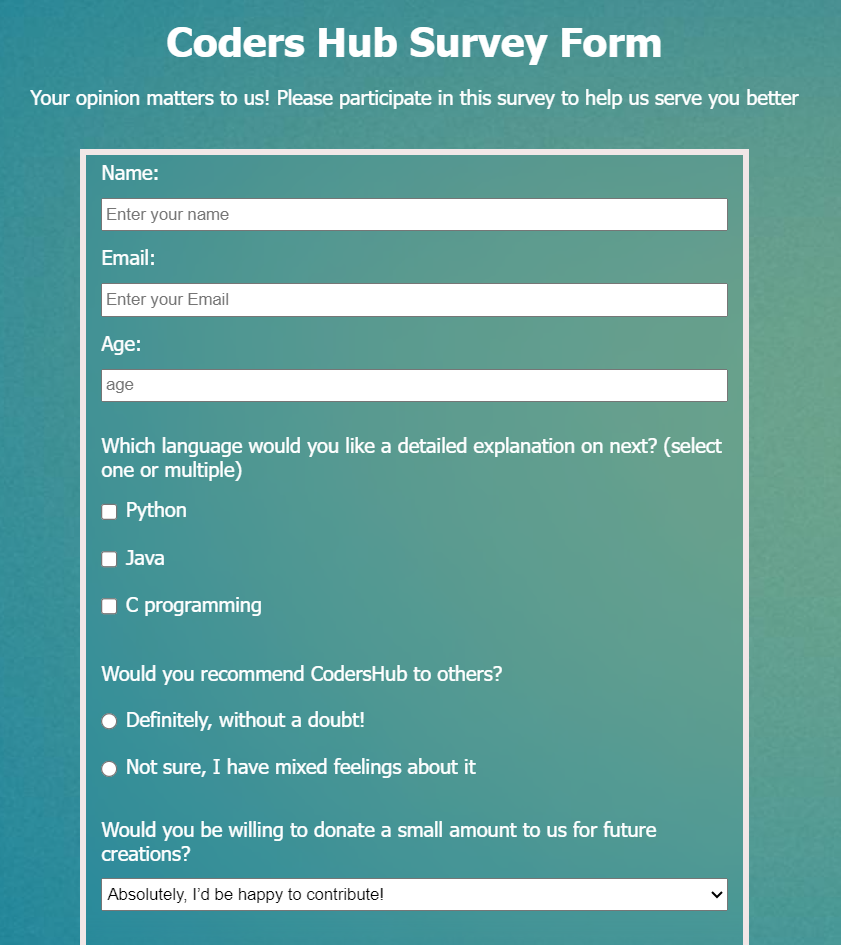 Coders Hub Survey Form
Your opinion matters to us! Please participate in this survey to help us serve you better
Name:
Enter your name
Email:
Enter your Email
Age:
age
Which language would you like a detailed explanation on next? (select
one or multiple)
Python
Java
C programming
Would you recommend CodersHub to others?
Definitely, without a doubt!
Not sure, I have mixed feelings about it
Would you be willing to donate a small amount to us for future
creations?
Absolutely, I’d be happy to contribute!